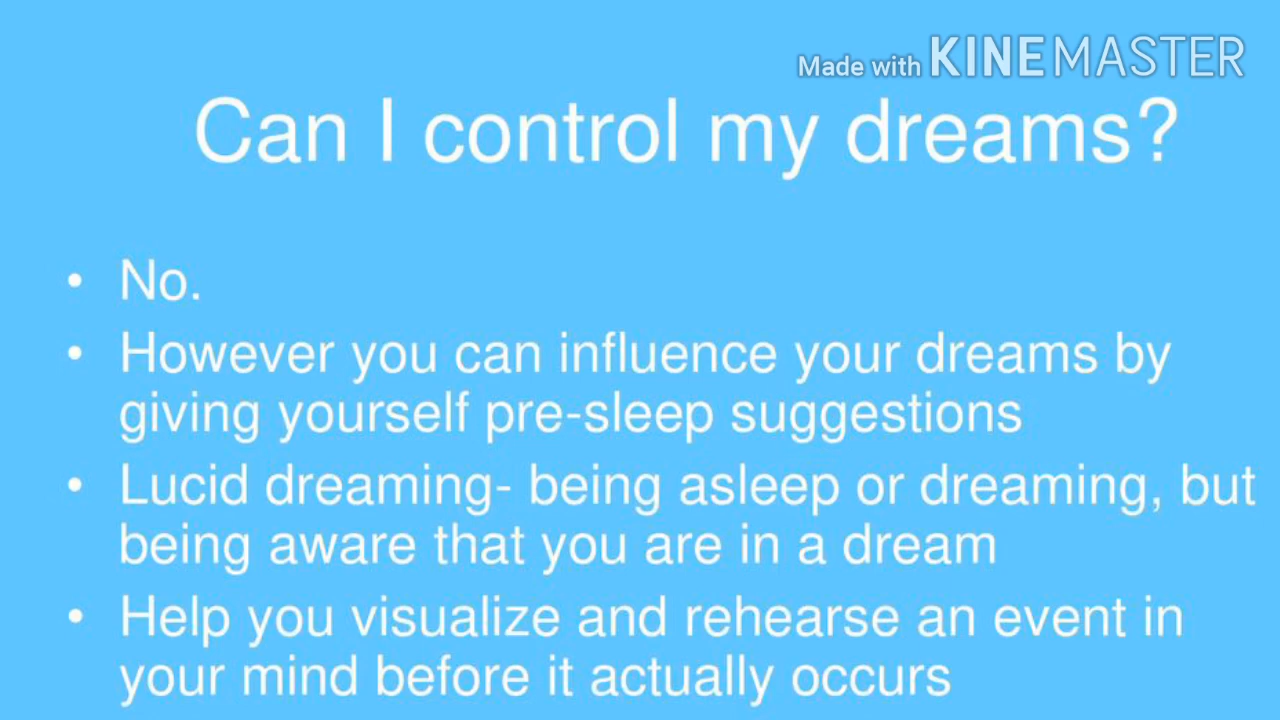 Made with KINEMASTER
Can I control my dreams?
• No.
• However you can influence your dreams by
giving yourself pre-sleep suggestions
• Lucid dreaming- being asleep or dreaming, but
being aware that you are in a dream
• Help you visualize and rehearse an event in
your mind before it actually occurs